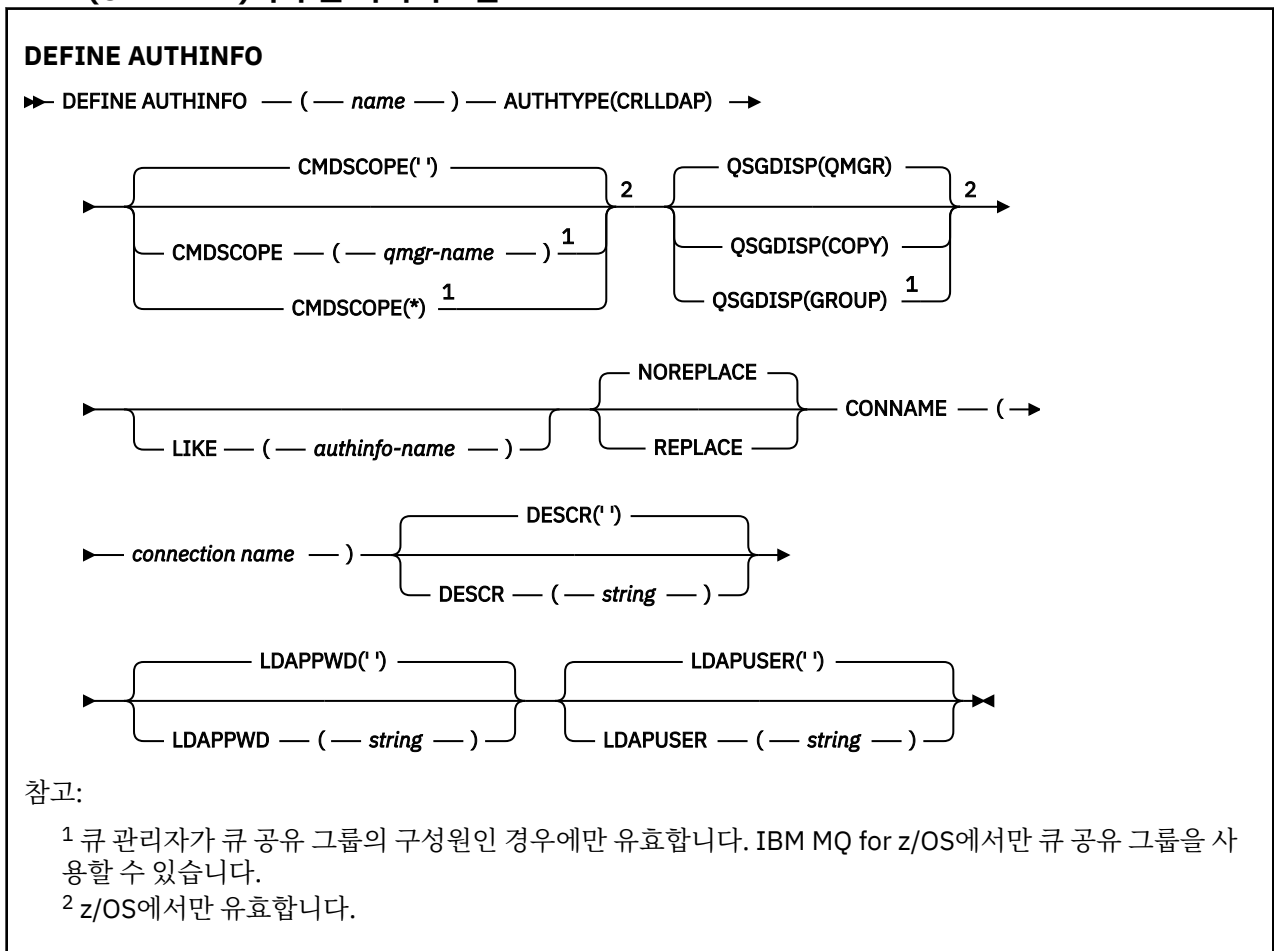 DEFINE AUTHINFO
DEFINE AUTHINFO ( name ) AUTHTYPE(CRLLDAP)
CMDSCOPE(' ')
CMDSCOPE ( qmgr-name ) 1
CMDSCOPE(*) 1
2
QSGDISP(QMGR)
QSGDISP(COPY)
QSGDISP(GROUP) 1
2
LIKE ( authinfo-name )
NOREPLACE
REPLACE
CONNAME (
connection name )
DESCR(' ')
DESCR ( string )
LDAPPWD(' ')
LDAPPWD ( string )
LDAPUSER(' ')
LDAPUSER ( string )
참고:
1 큐 관리자가 큐 공유 그룹의 구성원인 경우에만 유효합니다. IBM MQ for z/OS에서만 큐 공유 그룹을 사
용할 수 있습니다.
2 z/OS에서만 유효합니다.